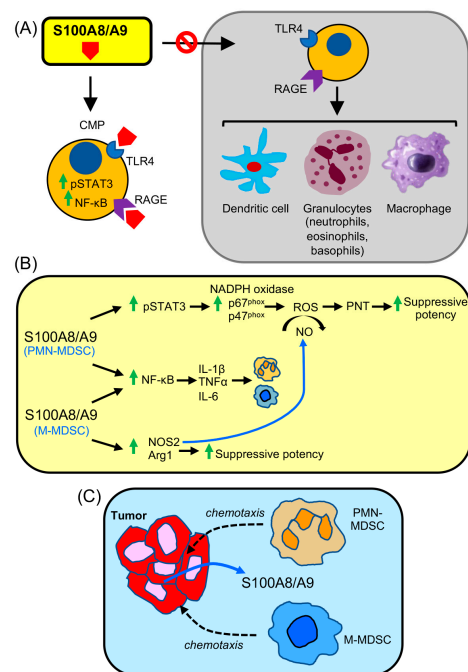 (A)
S100A8/A9
CMP
TLR4
pSTAT3
NF-κB
RAGE
TLR4
RAGE
Dendritic cell
Granulocytes
(neutrophils,
eosinophils,
basophils)
Macrophage
(B)
NADPH oxidase
pSTAT3
p67phox
p47phox
ROS
PNT
Suppressive
potency
NO
S100A8/A9
(PMN-MDSC)
NF-κB
IL-1β
TNFα
IL-6
S100A8/A9
(M-MDSC)
NOS2
Arg1
Suppressive potency
(C)
Tumor
chemotaxis
PMN-
MDSC
S100A8/A9
chemotaxis
M-MDSC